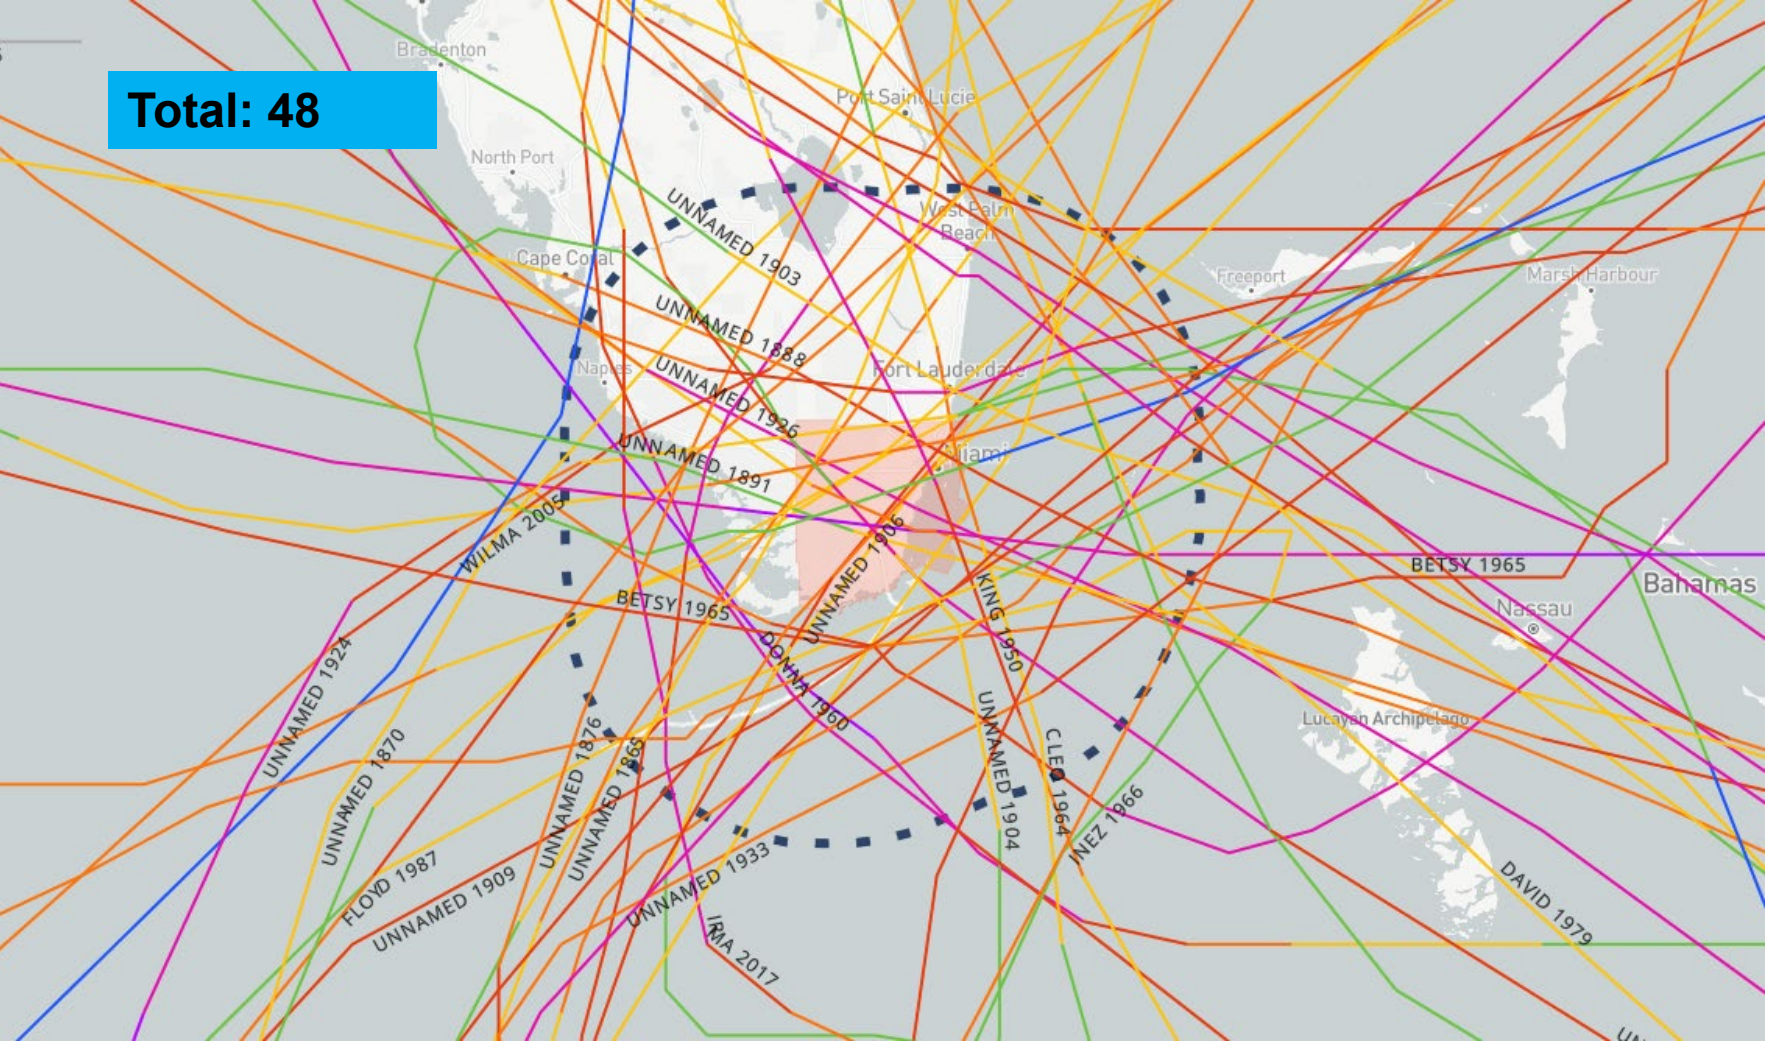 Bradenton
Total: 48
Port Saint Lucie
North Port
UNNAMED 1903
West Palm
Beach
Cape Coral
Freeport
Marsh Harbour
UNNAMED 1888
Naples
Fort Lauderdale
UNNAMED 1926
UNNAMED 1891
Miami
WILMA 2005
UNNAMED 1906
BETSY 1965
BETSY 1965
KING 1950
Bahamas
Nassau
UNNAMED 1924
DONNA 1960
Lucayan Archipelago
UNNAMED 1870
UNNAMED 1876
UNNAMED 1865
UNNAMED 1904
CLEO 1964
INEZ 1966
FLOYD 1987
UNNAMED 1909
UNNAMED 1933
DAVID 1979
IRMA 2017